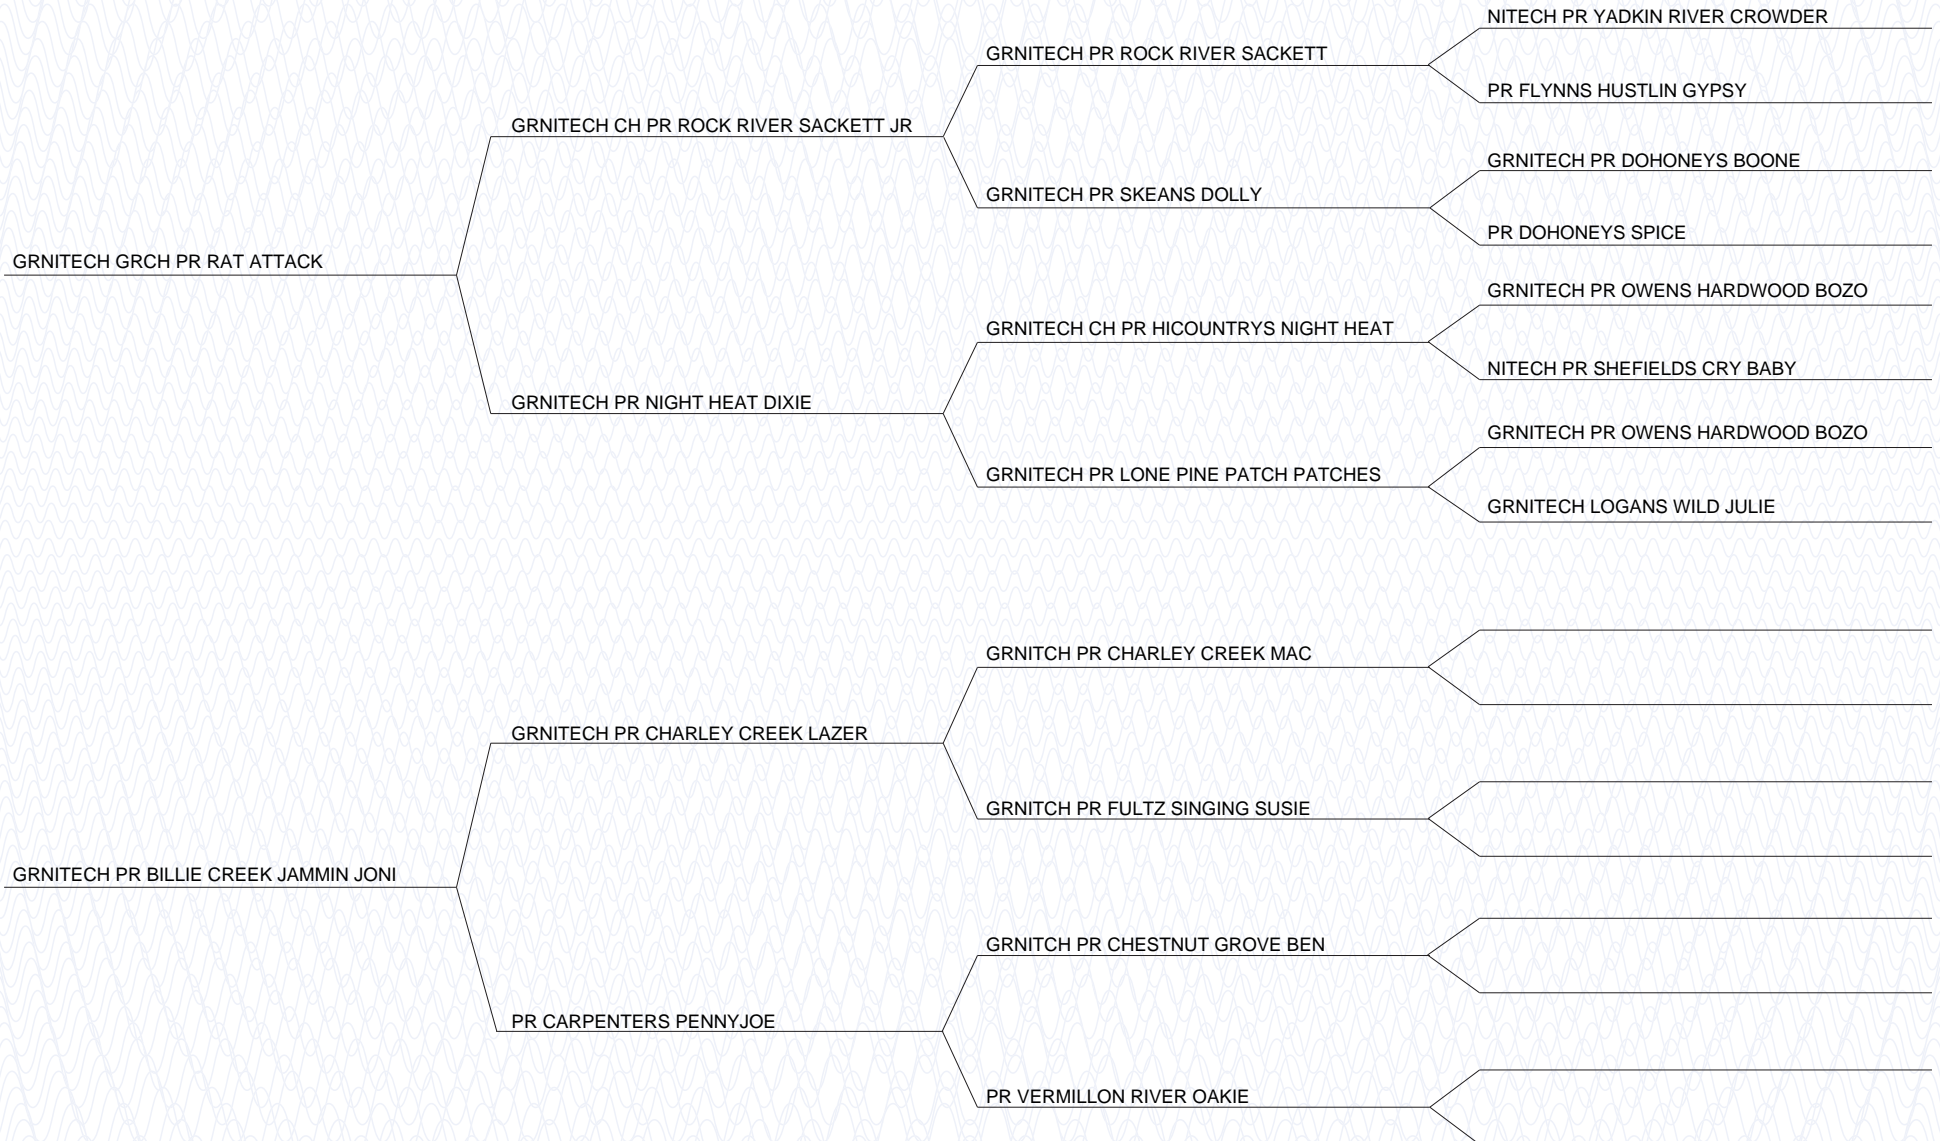 NITECH PR YADKIN RIVER CROWDER
GRNITECH PR ROCK RIVER SACKETT
PR FLYNNS HUSTLIN GYPSY
GRNITECH CH PR ROCK RIVER SACKETT JR
GRNITECH PR DOHONEYS BOONE
GRNITECH PR SKEANS DOLLY
PR DOHONEYS SPICE
GRNITECH GRCH PR RAT ATTACK
GRNITECH PR OWENS HARDWOOD BOZO
GRNITECH CH PR HICOUNTRYS NIGHT HEAT
NITECH PR SHEFIELDS CRY BABY
GRNITECH PR NIGHT HEAT DIXIE
GRNITECH PR OWENS HARDWOOD BOZO
GRNITECH PR LONE PINE PATCH PATCHES
GRNITECH LOGANS WILD JULIE
GRNITCH PR CHARLEY CREEK MAC
GRNITECH PR CHARLEY CREEK LAZER
GRNITCH PR FULTZ SINGING SUSIE
GRNITECH PR BILLIE CREEK JAMMIN JONI
GRNITCH PR CHESTNUT GROVE BEN
PR CARPENTERS PENNYJOE
PR VERMILLON RIVER OAKIE